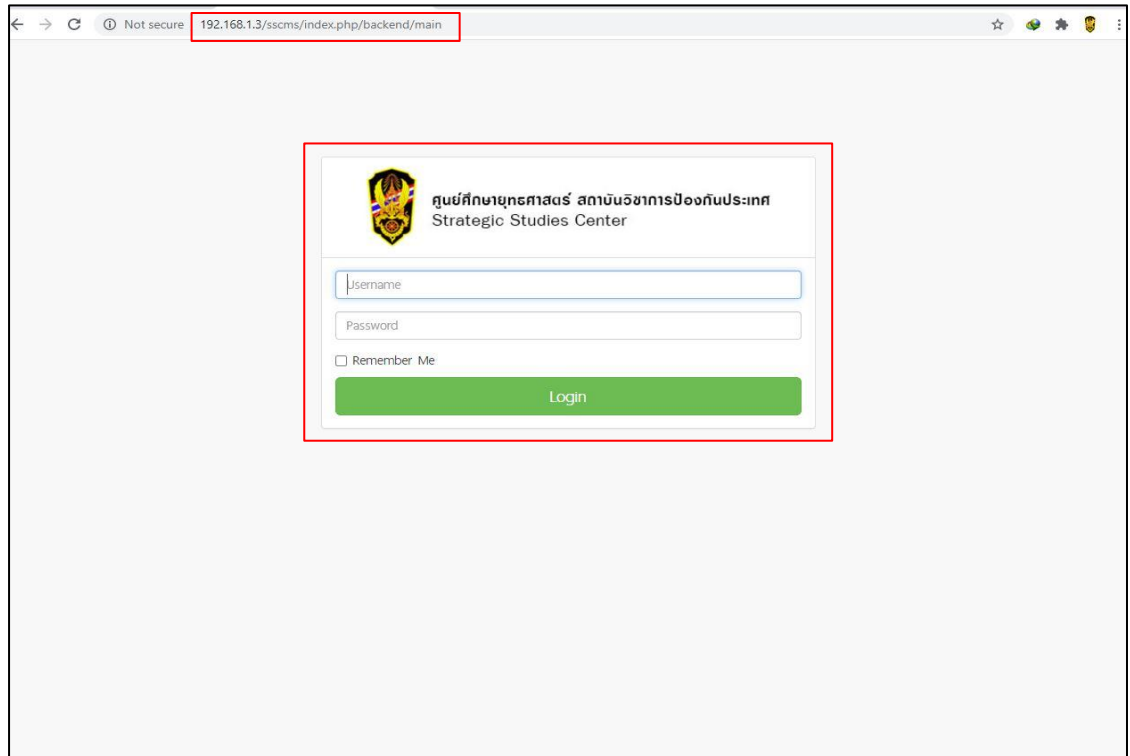 Not secure 192.168.1.3/sscms/index.php/backend/main
ศูนย์ศึกษายุทธศาสตร์ สถาบันวิชาการป้องกันประเทศ
Strategic Studies Center
Username
Password
Remember Me
Login